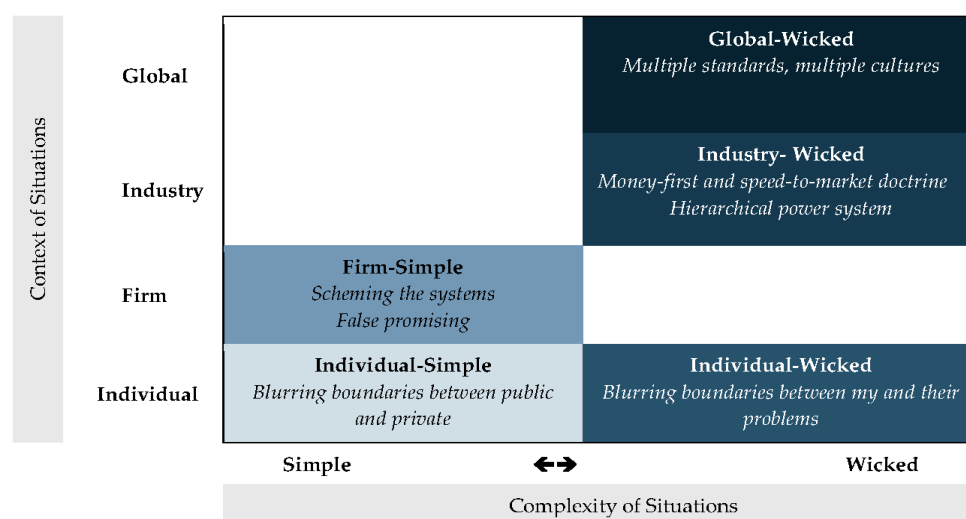 Context of Situations
Global
Global-Wicked
Multiple standards, multiple cultures
Industry
Industry- Wicked
Money-first and speed-to-market doctrine
Hierarchical power system
Firm
Firm-Simple
Scheming the systems
False promising
Individual
Individual-Simple
Blurring boundaries between public
and private
Individual-Wicked
Blurring boundaries between my and their
problems
Simple
Wicked
Complexity of Situations